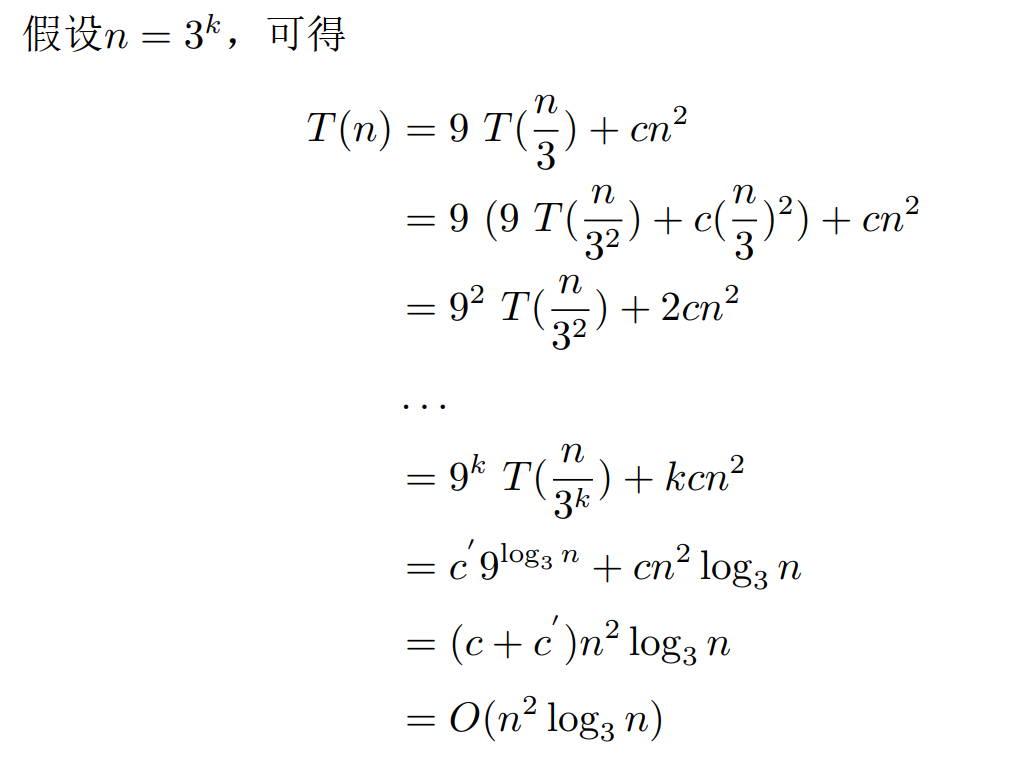 假设n = 3^k，可得
T(n) = 9 T(n/3) + cn^2
= 9 (9 T(n/3^2) + c(n/3)^2) + cn^2
= 9^2 T(n/3^2) + 2cn^2
...
= 9^k T(n/3^k) + kcn^2
= c'9^{log_3 n} + cn^2 log_3 n
= (c + c')n^2 log_3 n
= O(n^2 log_3 n)